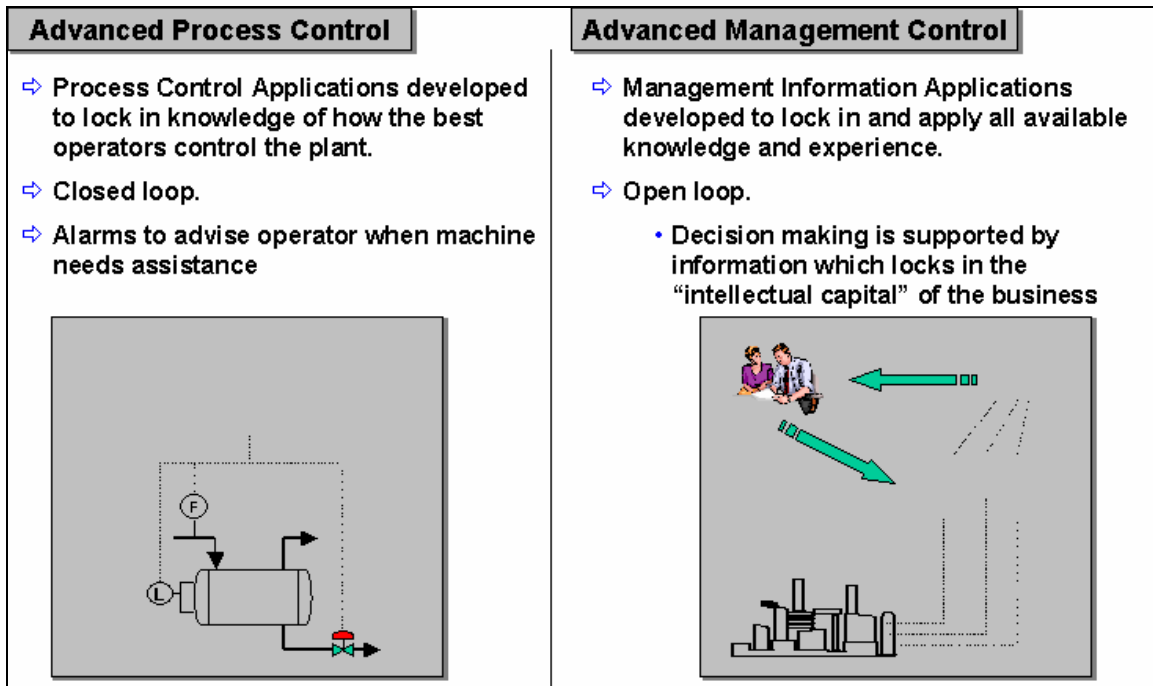 Advanced Process Control
⇨ Process Control Applications developed
to lock in knowledge of how the best
operators control the plant.
⇨ Closed loop.
⇨ Alarms to advise operator when machine
needs assistance
F
L
Advanced Management Control
⇨ Management Information Applications
developed to lock in and apply all available
knowledge and experience.
⇨ Open loop.
• Decision making is supported by
information which locks in the
“intellectual capital” of the business